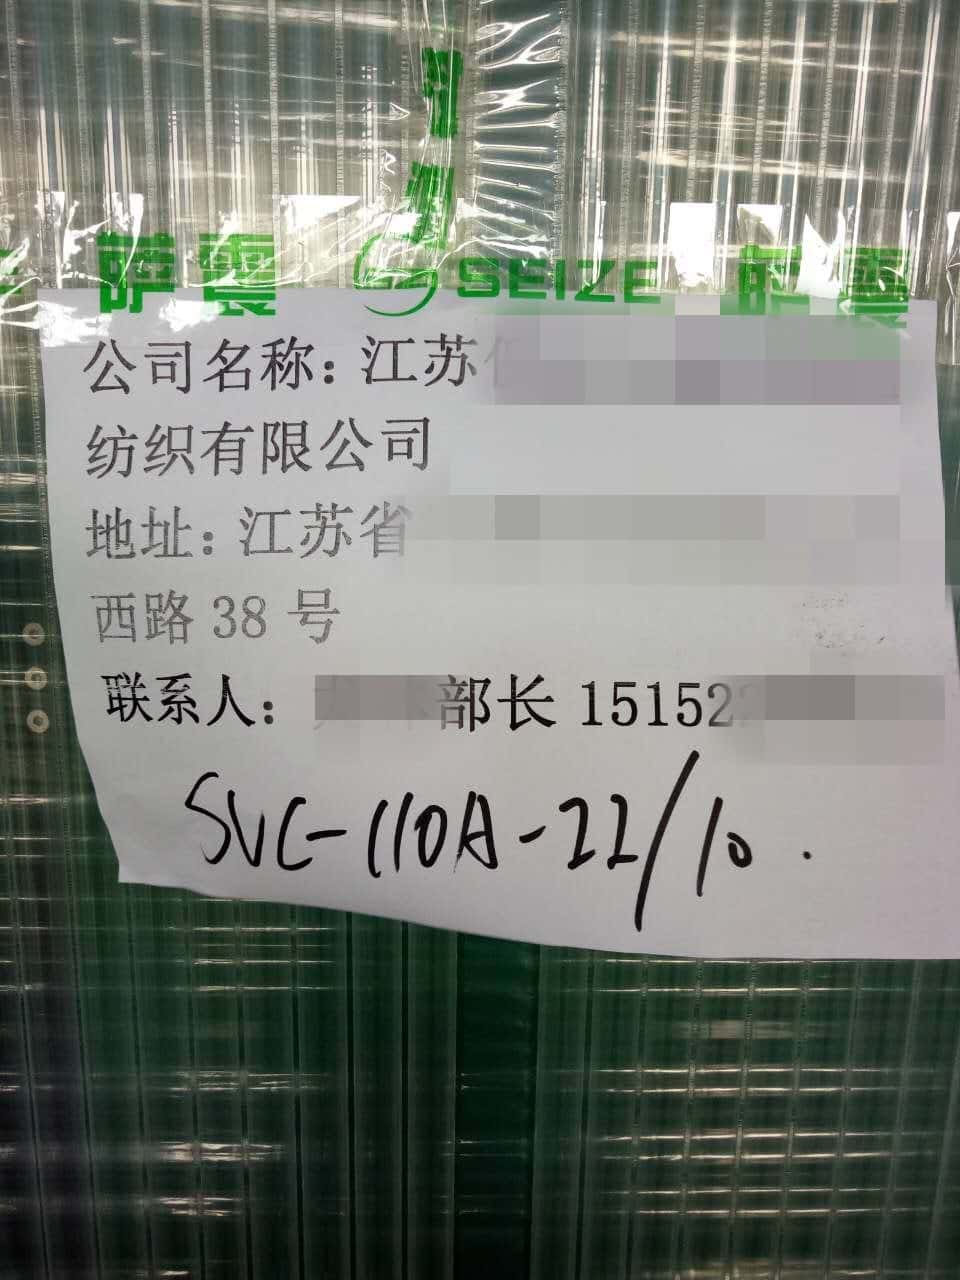 萨震 SEIZE 萨震
公司名称：江苏
纺织有限公司
地址：江苏省
西路 38 号
联系人： 部长 15152
SVC-110A-22/10.